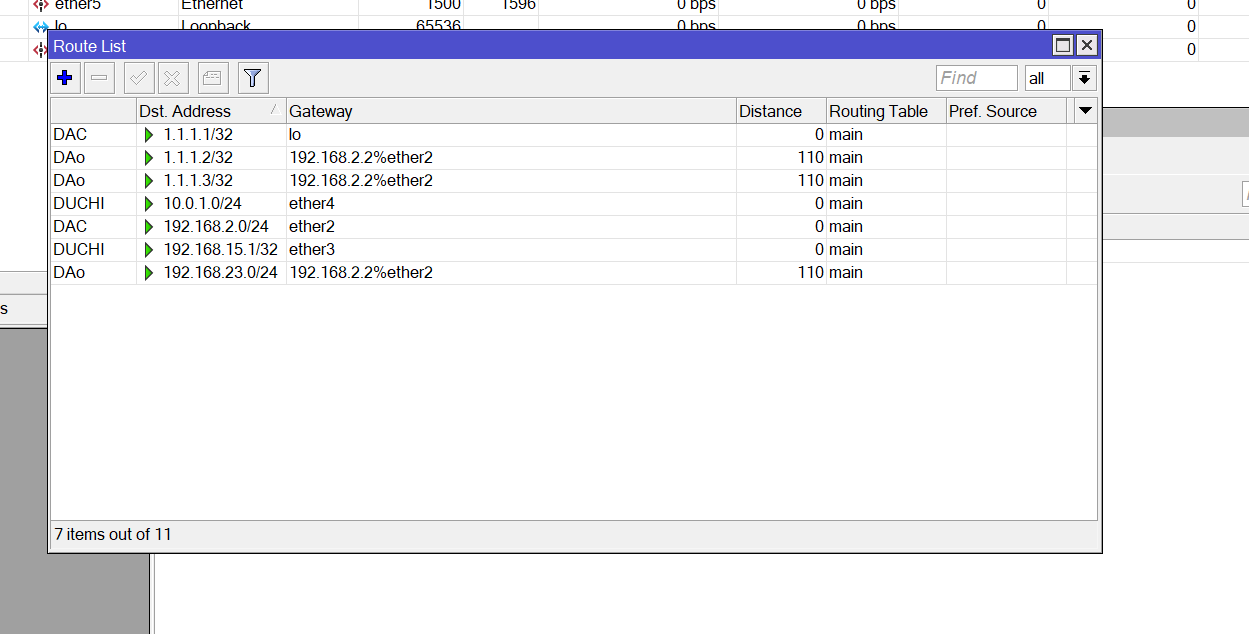 ether5 Ethernet 1500 1596 0 bps 0 bps 0 0
lo Loopback 65536 0 bps 0 bps 0 0
0
Route List
Find all
Dst. Address Gateway Distance Routing Table Pref. Source
DAC 1.1.1.1/32 lo 0 main
DAo 1.1.1.2/32 192.168.2.2%ether2 110 main
DAo 1.1.1.3/32 192.168.2.2%ether2 110 main
DUCHI 10.0.1.0/24 ether4 0 main
DAC 192.168.2.0/24 ether2 0 main
DUCHI 192.168.15.1/32 ether3 0 main
DAo 192.168.23.0/24 192.168.2.2%ether2 110 main
s
7 items out of 11